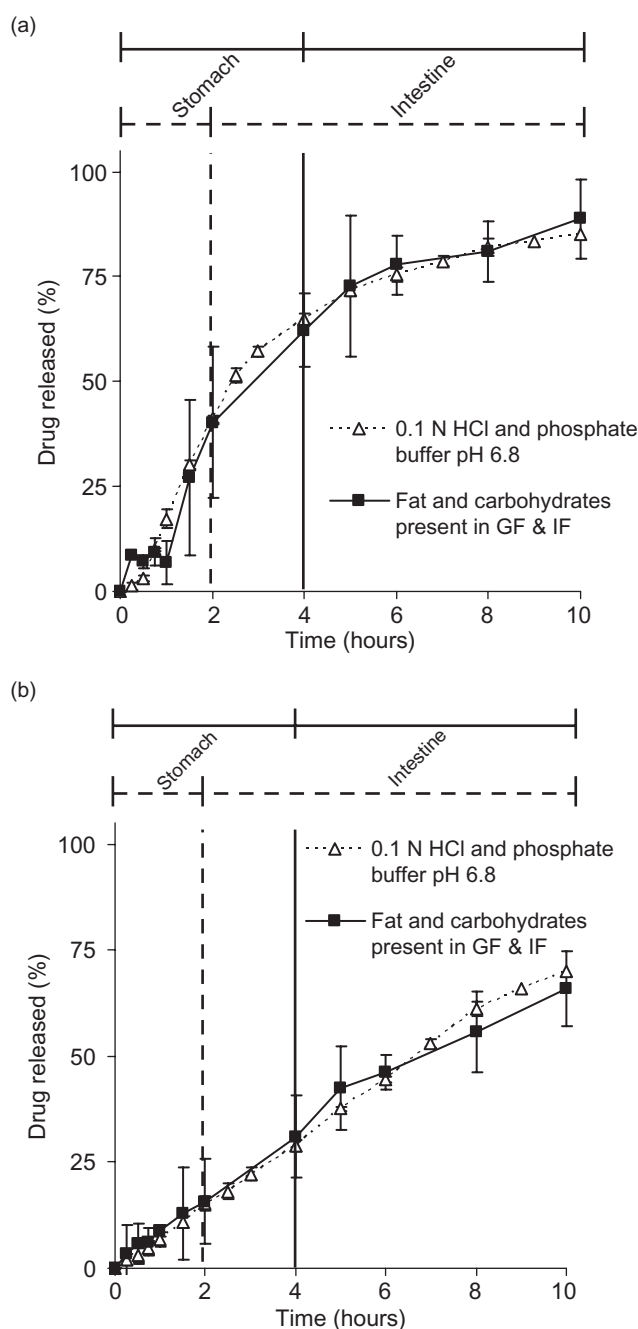 (a)
Stomach
Intestine
100
75
50
25
0
Drug released (%)
0.1 N HCl and phosphate
buffer pH 6.8
Fat and carbohydrates
present in GF & IF
0 2 4 6 8 10
Time (hours)
(b)
Stomach
Intestine
100
75
50
25
0
Drug released (%)
0.1 N HCl and phosphate
buffer pH 6.8
Fat and carbohydrates
present in GF & IF
0 2 4 6 8 10
Time (hours)